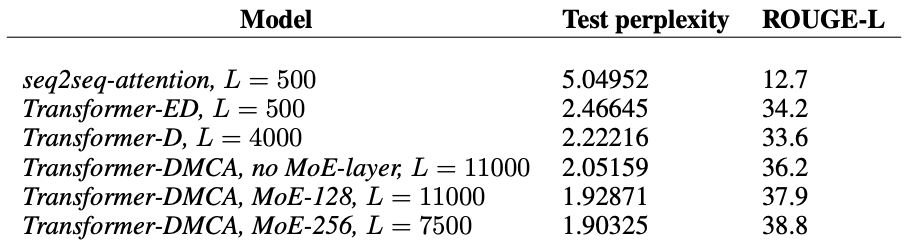 Model Test perplexity ROUGE-L
seq2seq-attention, L = 500 5.04952 12.7
Transformer-ED, L = 500 2.46645 34.2
Transformer-D, L = 4000 2.22216 33.6
Transformer-DMCA, no MoE-layer, L = 11000 2.05159 36.2
Transformer-DMCA, MoE-128, L = 11000 1.92871 37.9
Transformer-DMCA, MoE-256, L = 7500 1.90325 38.8